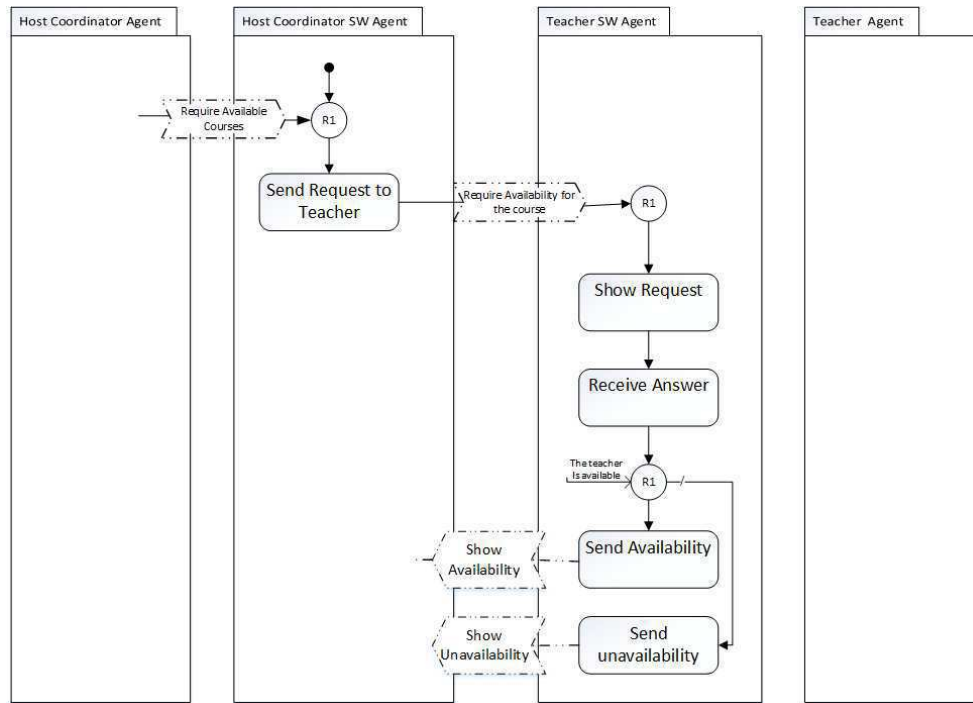 Host Coordinator Agent
Host Coordinator SW Agent
Teacher SW Agent
Teacher Agent
Require Available
Courses
R1
Send Request to
Teacher
Require Availability for
the course
R1
Show Request
Receive Answer
The teacher
Is available
R1
Show
Availability
Send Availability
Show
Unavailability
Send
unavailability